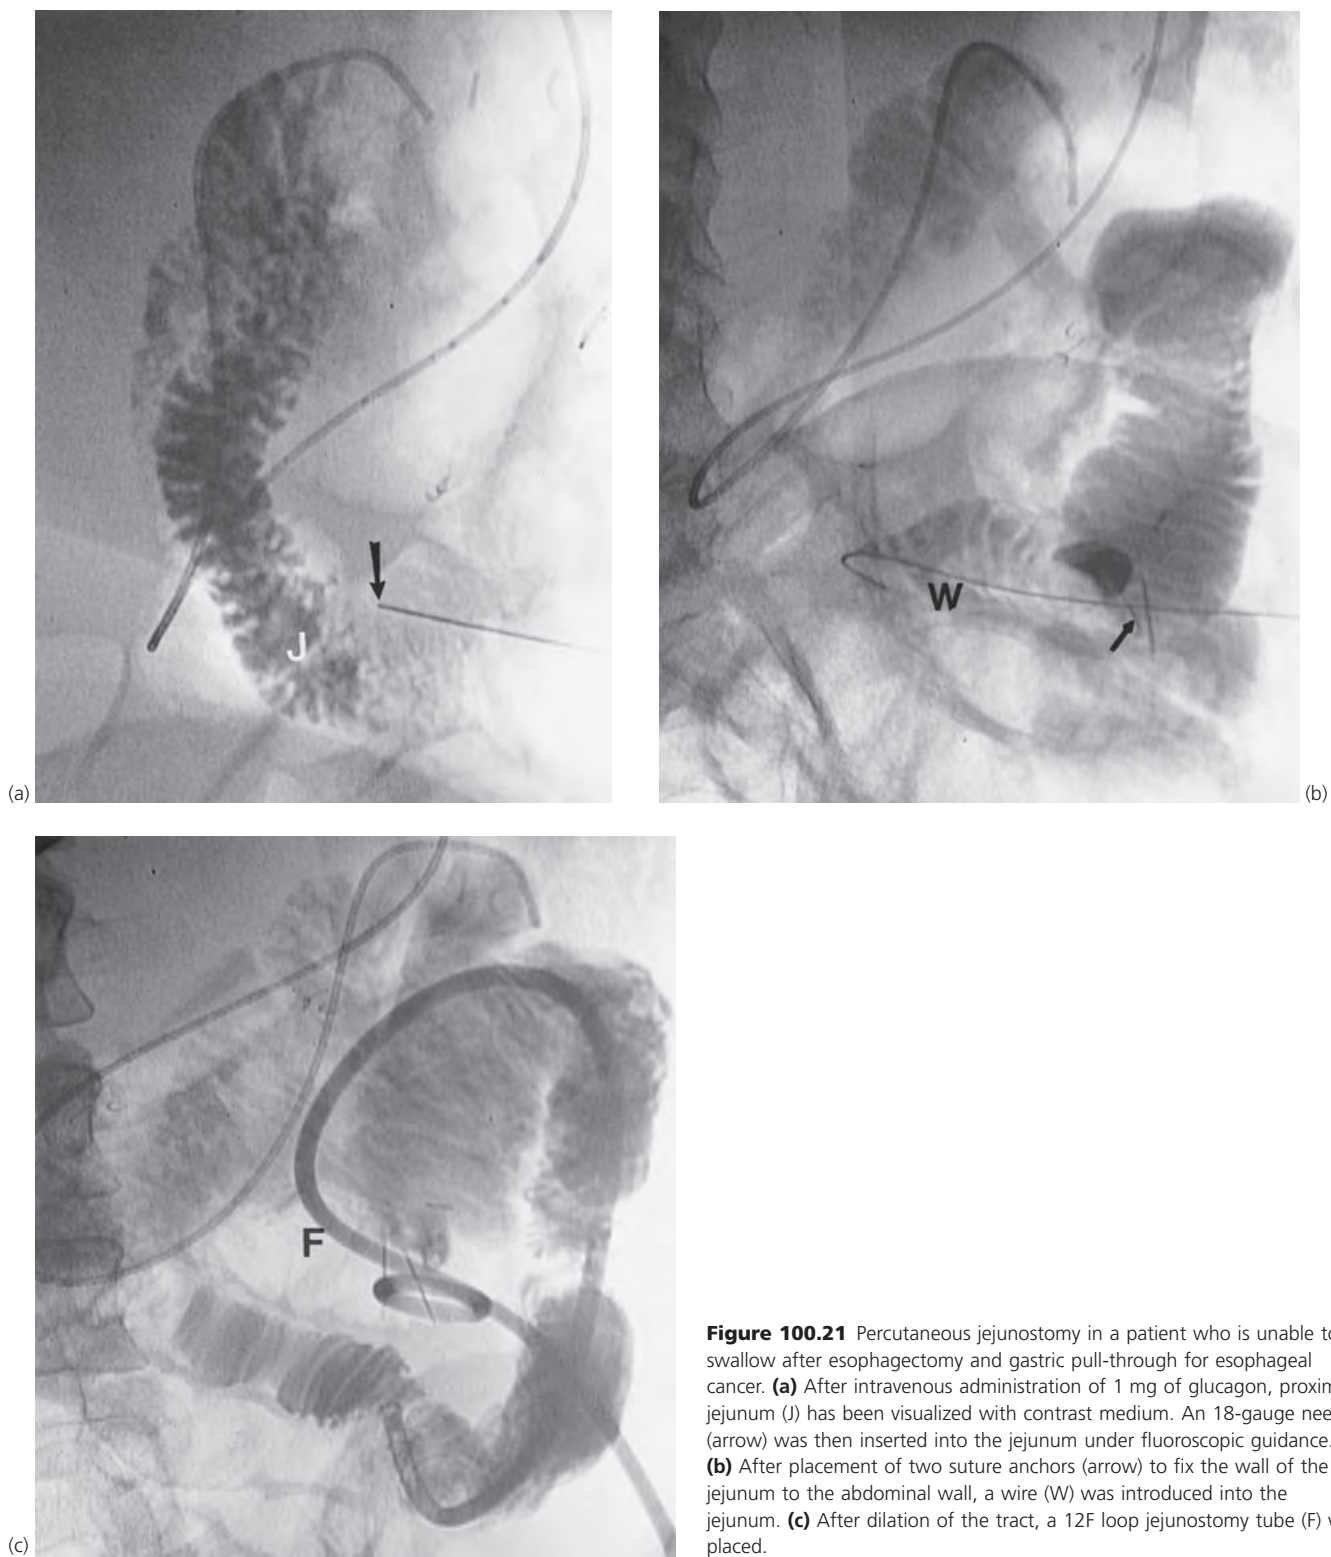 J
(a)
W
(b)
F
(c)
Figure 100.21 Percutaneous jejunostomy in a patient who is unable t
swallow after esophagectomy and gastric pull-through for esophageal
cancer. (a) After intravenous administration of 1 mg of glucagon, proxim
jejunum (J) has been visualized with contrast medium. An 18-gauge nee
(arrow) was then inserted into the jejunum under fluoroscopic guidance.
(b) After placement of two suture anchors (arrow) to fix the wall of the
jejunum to the abdominal wall, a wire (W) was introduced into the
jejunum. (c) After dilation of the tract, a 12F loop jejunostomy tube (F)
placed.